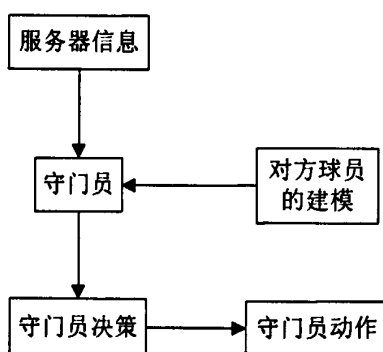 服务器信息
守门员
对方球员
的建模
守门员决策
守门员动作